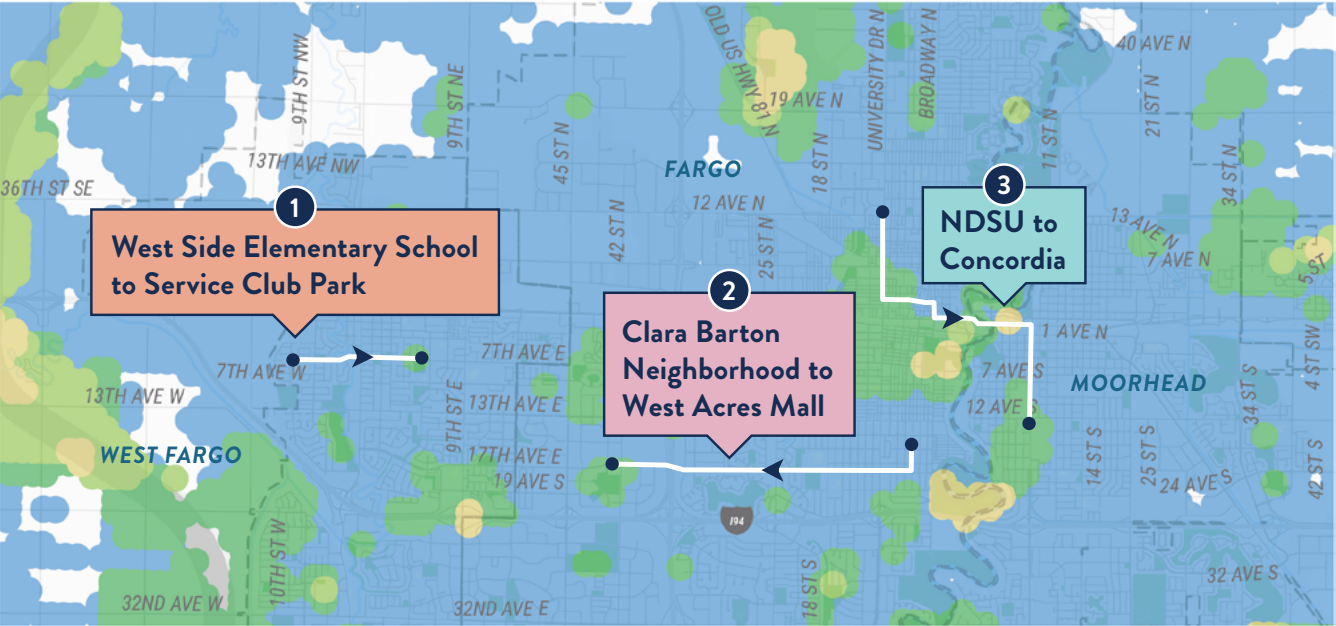 OLD US HWY 81 N
UNIVERSITY DR N
BROADWAY N
40 AVE N
9TH ST NW
9TH ST NE
45 ST N
19 AVE N
18 ST N
11 ST N
21 ST N
34 ST N
13TH AVE NW
36TH ST SE
FARGO
12 AVE N
42 ST N
25 ST N
1
West Side Elementary School
to Service Club Park
3
NDSU to
Concordia
13 AVE N
7 AVE N
5 ST
2
Clara Barton
Neighborhood to
West Acres Mall
1 AVE N
7TH AVE W
7TH AVE E
7 AVE S
MOORHEAD
4 ST SW
13TH AVE W
13TH AVE E
12 AVE S
34 ST S
9TH ST E
WEST FARGO
17TH AVE E
19 AVE S
14 ST S
25 ST S
24 AVE S
42 ST S
I94
10TH ST W
18 ST S
32 AVE S
32ND AVE W
32ND AVE E